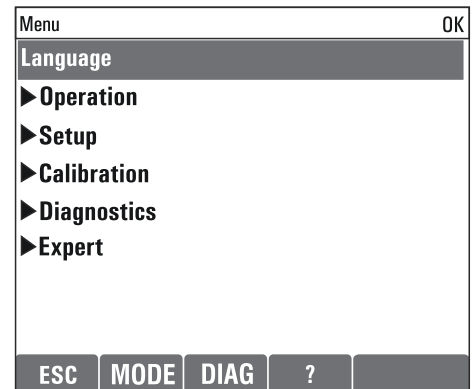 Menu OK
Language
▶Operation
▶Setup
▶Calibration
▶Diagnostics
▶Expert
ESC MODE DIAG ?